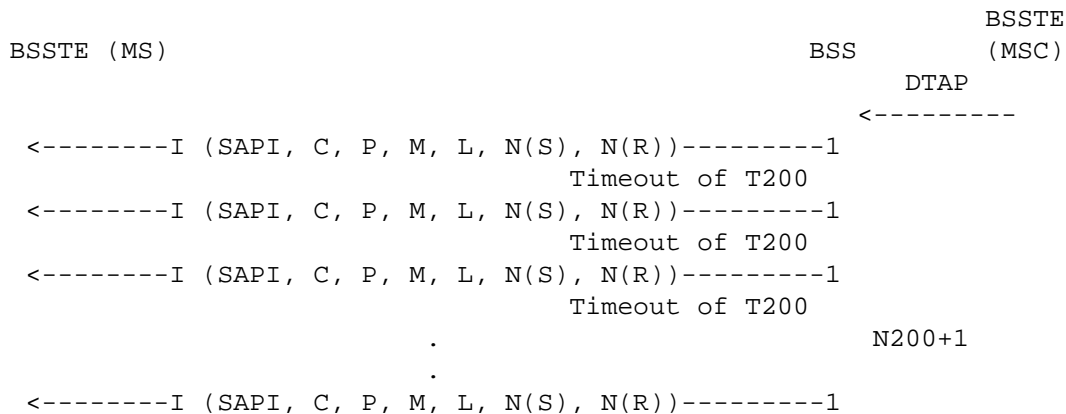 BSSTE
BSSTE (MS) BSS (MSC)
DTAP
<---------
<--------I (SAPI, C, P, M, L, N(S), N(R))---------1
Timeout of T200
<--------I (SAPI, C, P, M, L, N(S), N(R))---------1
Timeout of T200
<--------I (SAPI, C, P, M, L, N(S), N(R))---------1
Timeout of T200
. N200+1
.
<--------I (SAPI, C, P, M, L, N(S), N(R))---------1